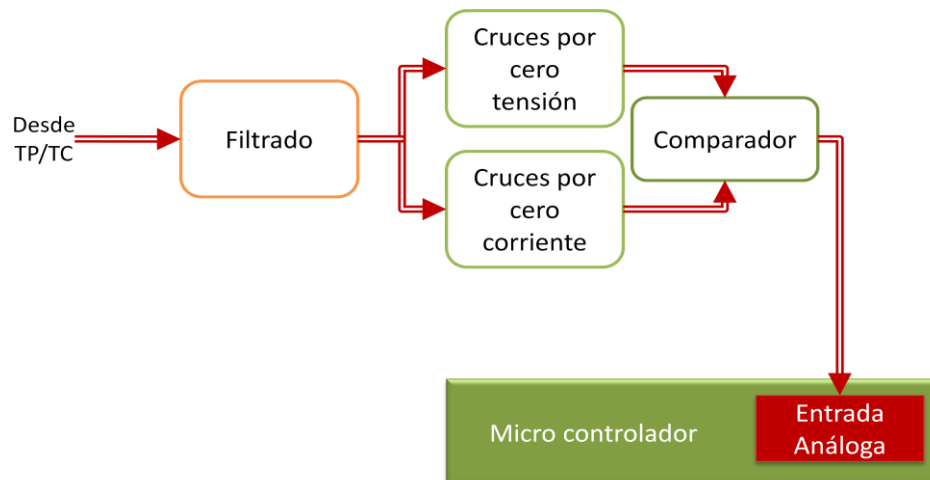 Desde
TP/TC
Filtrado
Cruces por
cero
tensión
Cruces por
cero
corriente
Comparador
Micro controlador
Entrada
Análoga